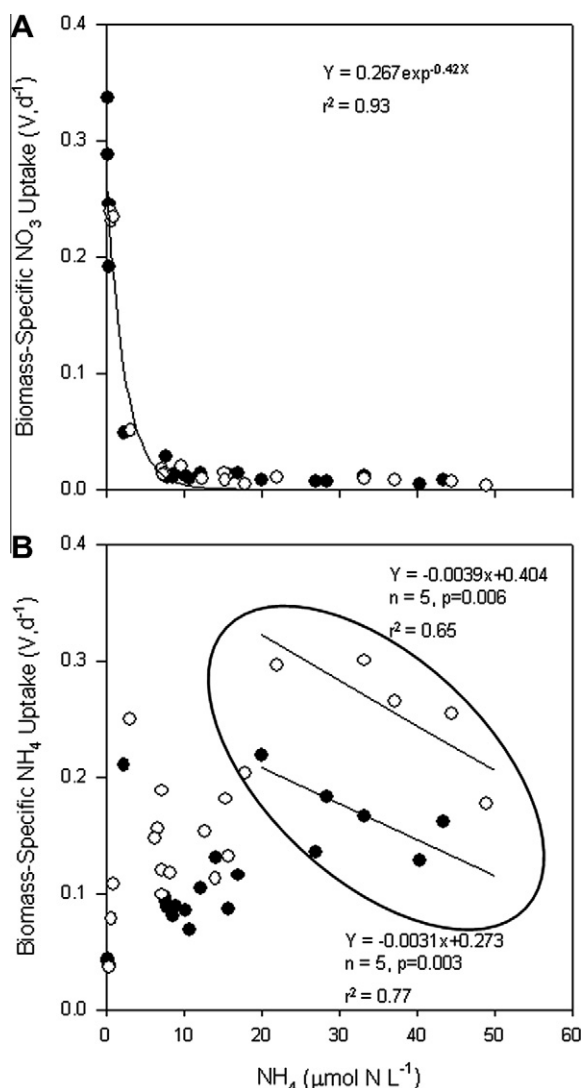 A
0.4
Y = 0.267exp-0.42X
r2 = 0.93
0.3
0.2
0.1
0.0
Biomass-Specific NO3 Uptake (V,d-1)
B
0.4
Y = -0.0039x+0.404
n = 5, p=0.006
r2 = 0.65
0.3
0.2
0.1
0.0
Biomass-Specific NH4 Uptake (V,d-1)
Y = -0.0031x+0.273
n = 5, p=0.003
r2 = 0.77
0 10 20 30 40 50 60
NH4 (μmol N L-1)